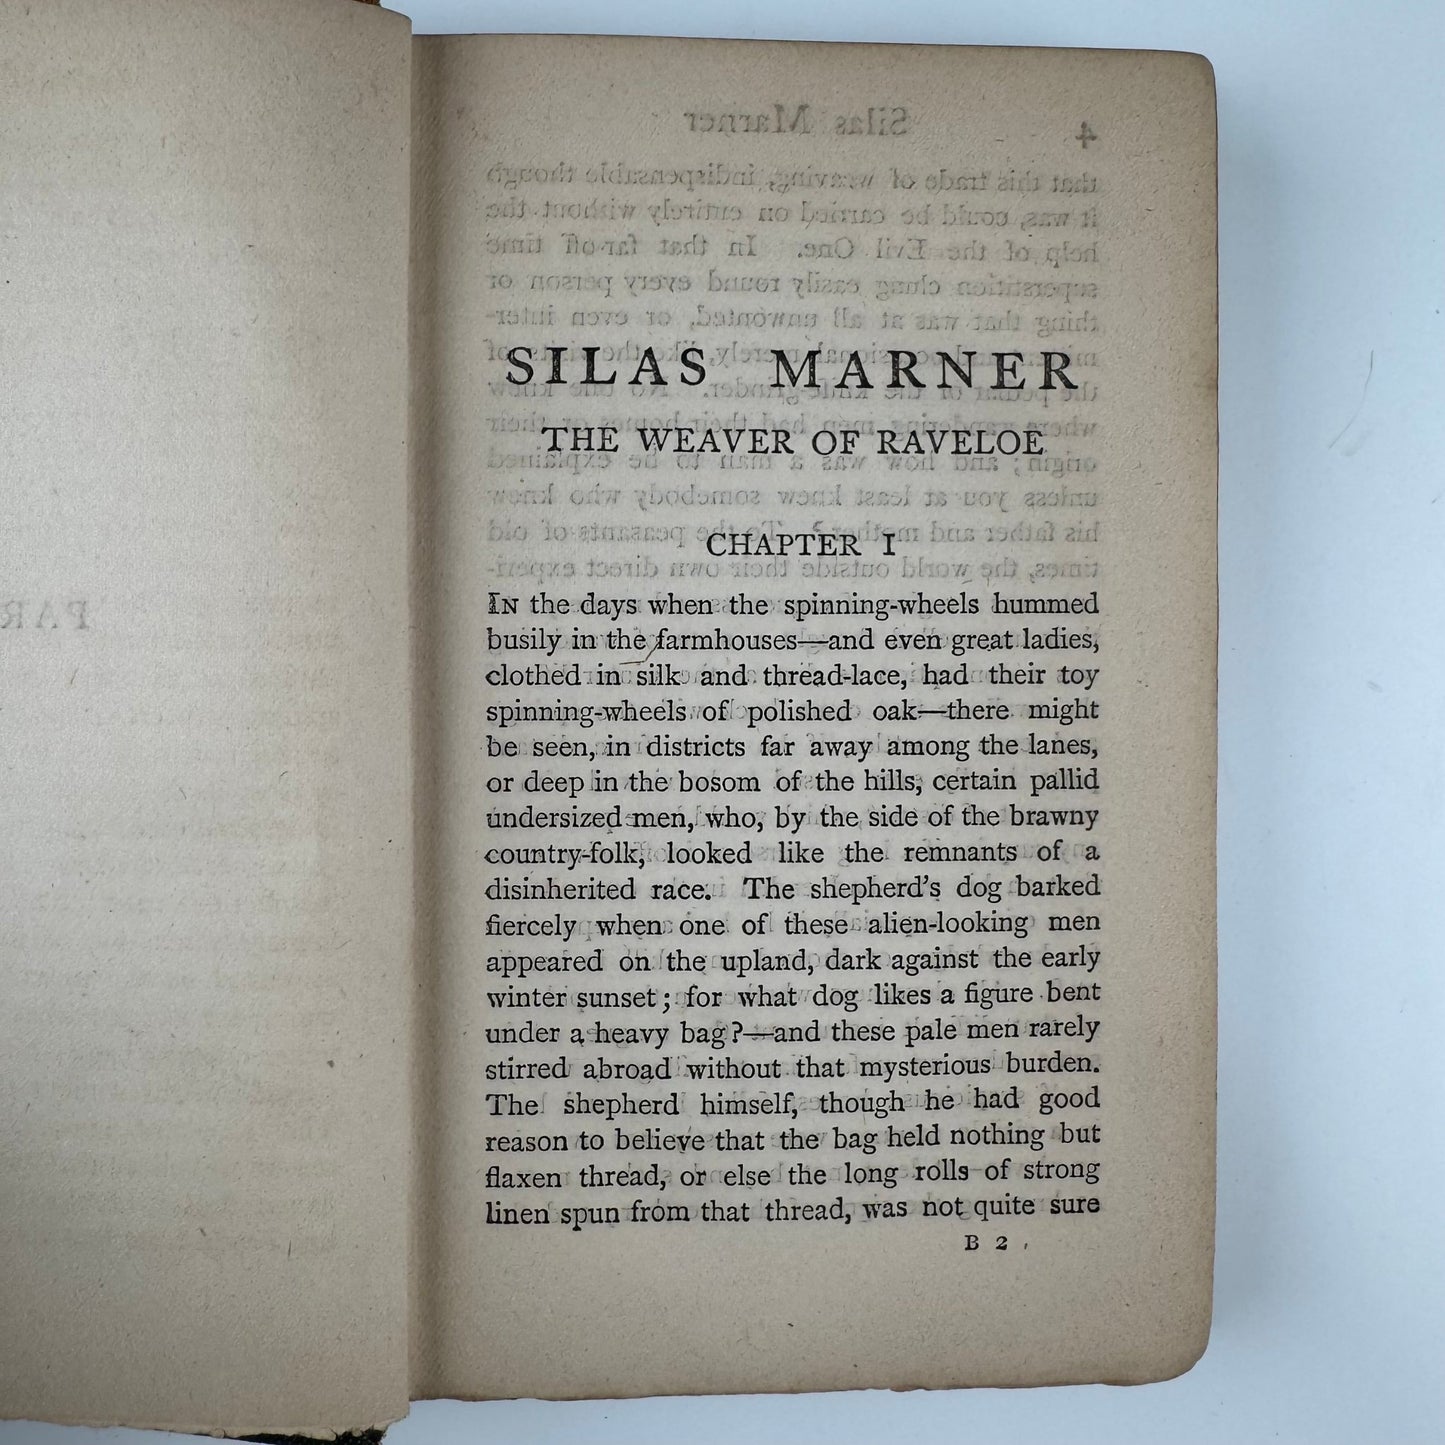 SILAS MARNER
THE WEAVER OF RAVELOE
CHAPTER I
IN the days when the spinning-wheels hummed
busily in the farmhouses—and even great ladies,
clothed in silk and thread-lace, had their toy
spinning-wheels of polished oak—there might
be seen, in districts far away among the lanes,
or deep in the bosom of the hills, certain pallid
undersized men, who, by the side of the brawny
country-folk, looked like the remnants of a
disinherited race. The shepherd's dog barked
fiercely when one of these alien-looking men
appeared on the upland, dark against the early
winter sunset; for what dog likes a figure bent
under a heavy bag?—and these pale men rarely
stirred abroad without that mysterious burden.
The shepherd himself, though he had good
reason to believe that the bag held nothing but
flaxen thread, or else the long rolls of strong
linen spun from that thread, was not quite sure
B 2